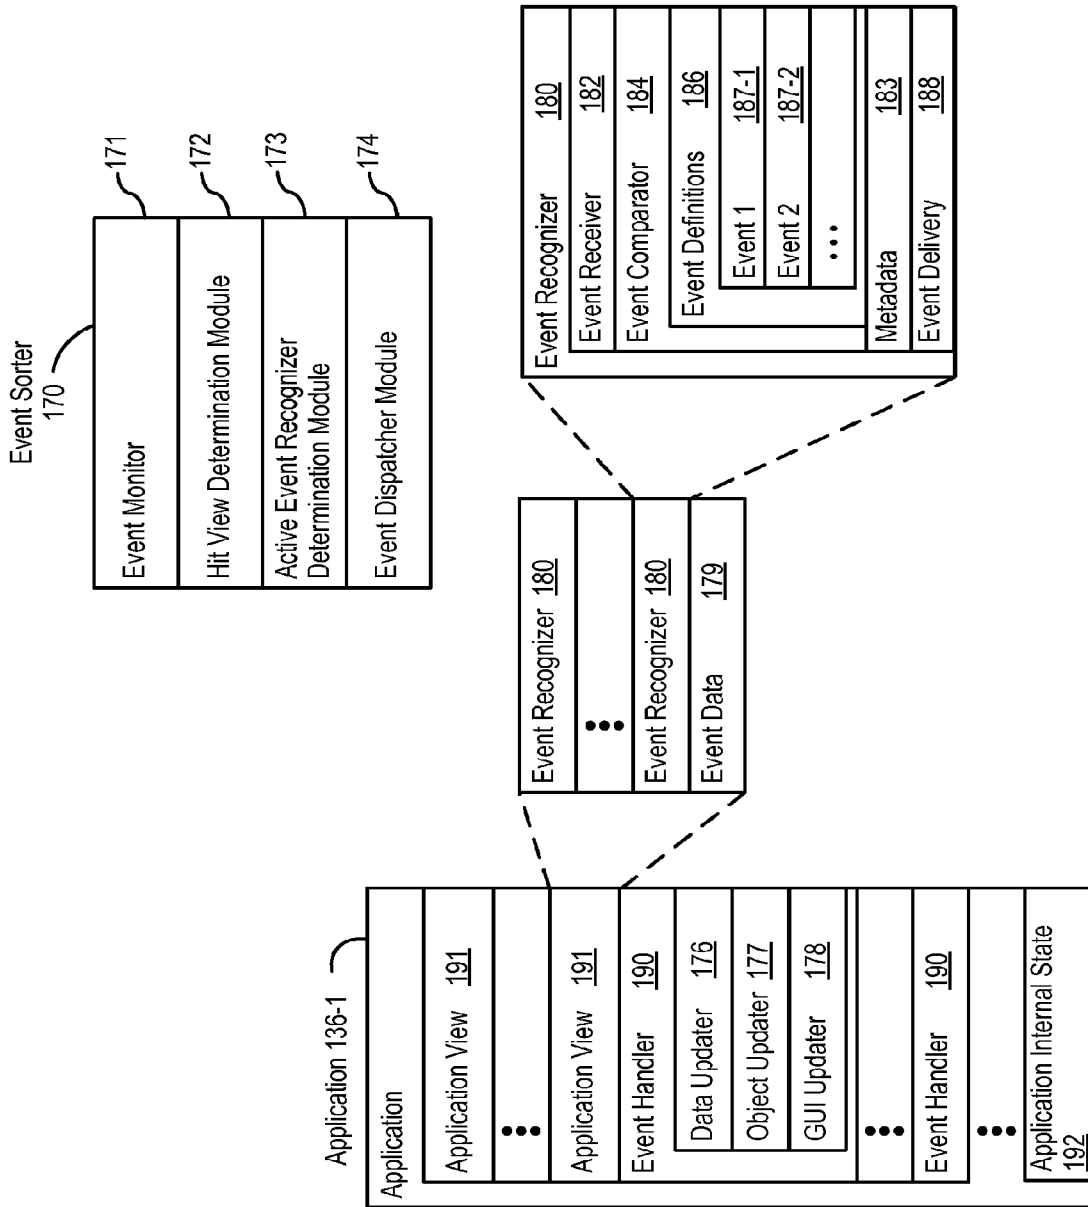 Event Sorter
170
Event Monitor
171
Hit View Determination Module
172
Active Event Recognizer
Determination Module
173
Event Dispatcher Module
174
Application 136-1
Application
Application View 191
•••
Application View 191
Event Handler 190
Data Updater 176
Object Updater 177
GUI Updater 178
•••
Event Handler 190
•••
Application Internal State
192
Event Recognizer 180
•••
Event Recognizer 180
Event Data 179
Event Recognizer 180
Event Receiver 182
Event Comparator 184
Event Definitions 186
Event 1 187-1
Event 2 187-2
•••
Metadata 183
Event Delivery 188